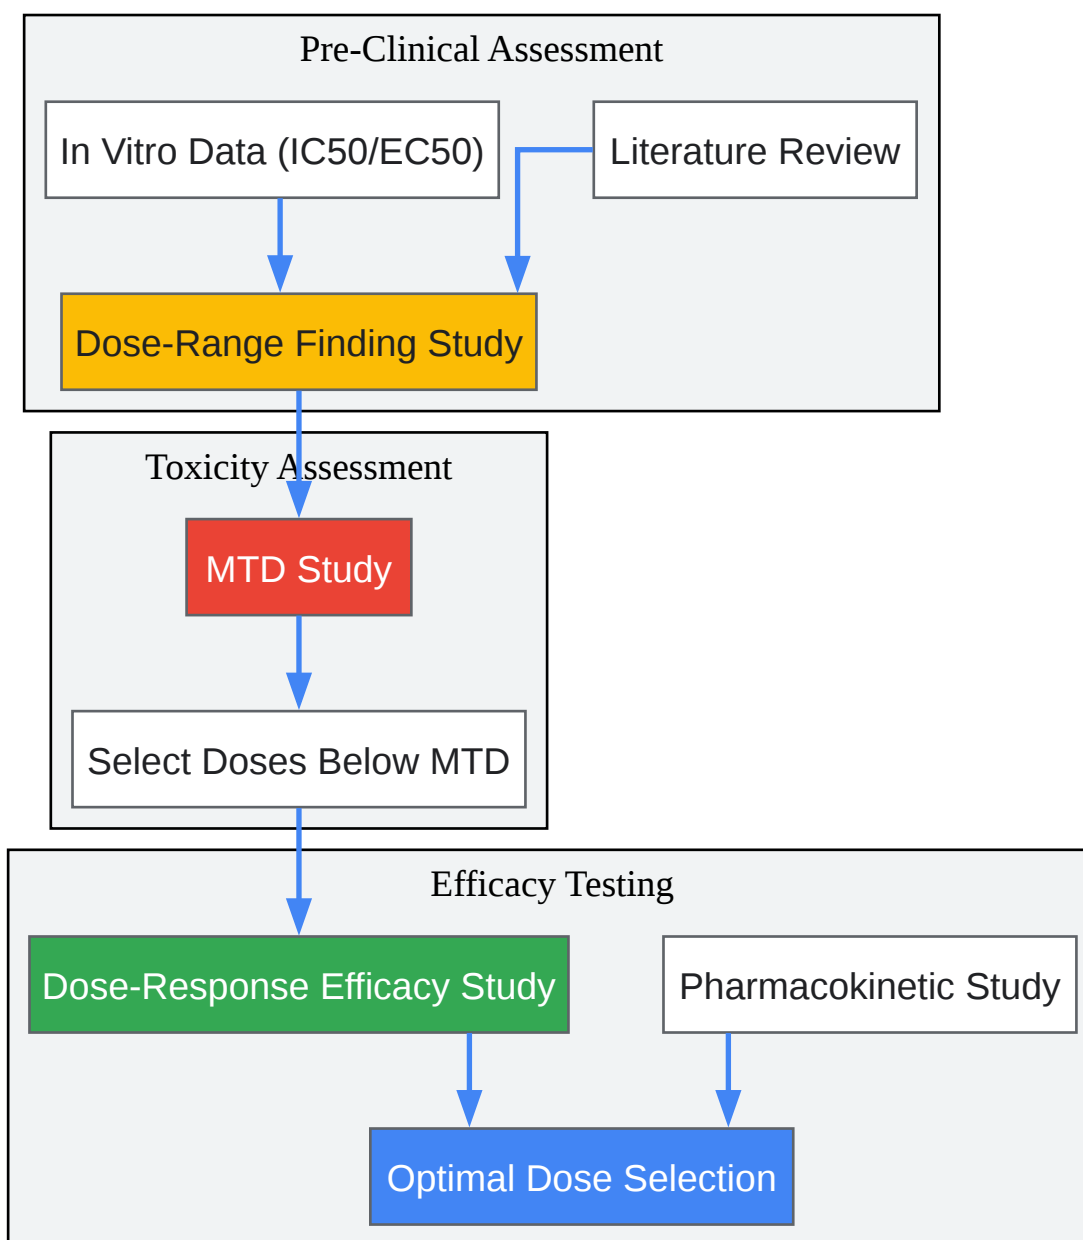 Pre-Clinical Assessment
In Vitro Data (IC50/EC50)
Literature Review
Dose-Range Finding Study
Toxicity Assessment
MTD Study
Select Doses Below MTD
Efficacy Testing
Dose-Response Efficacy Study
Pharmacokinetic Study
Optimal Dose Selection